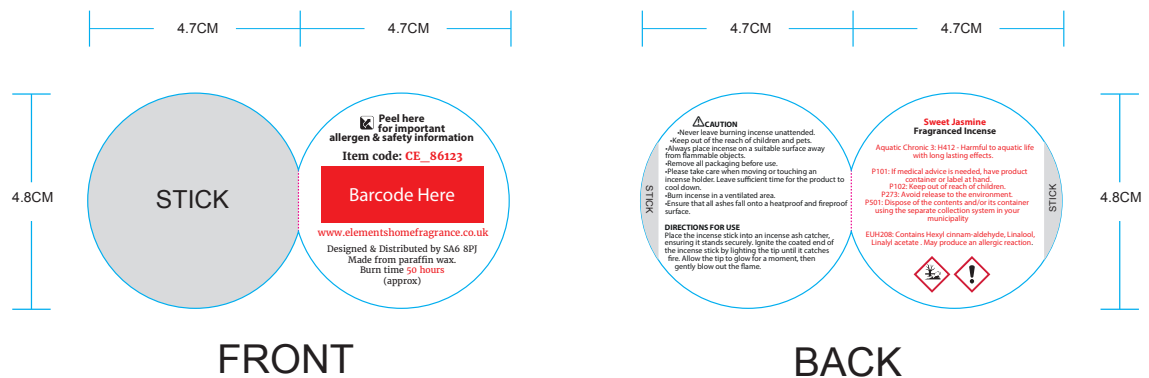 4.7CM
4.7CM
4.7CM
4.7CM
4.8CM
STICK
Peel here
for important
allergen & safety information
Item code: CE_86123
Barcode Here
www.elementshomefragrance.co.uk
Designed & Distributed by SA6 8PJ
Made from paraffin wax.
Burn time 50 hours
(approx)
FRONT
STICK
CAUTION
•Never leave burning incense unattended.
•Keep out of the reach of children and pets.
•Always place incense on a suitable surface away
from flammable objects.
•Remove all packaging before use.
•Please take care when moving or touching an
incense holder. Leave sufficient time for the product to
cool down.
•Burn incense in a ventilated area.
•Ensure that all ashes fall onto a heatproof and fireproof
surface.
DIRECTIONS FOR USE
Place the incense stick into an incense ash catcher,
ensuring it stands securely. Ignite the coated end of
the incense stick by lighting the tip until it catches
fire. Allow the tip to glow for a moment, then
gently blow out the flame.
Sweet Jasmine
Fragranced Incense
Aquatic Chronic 3: H412 - Harmful to aquatic life
with long lasting effects.
P101: If medical advice is needed, have product
container or label at hand.
P102: Keep out of reach of children.
P273: Avoid release to the environment.
PS01: Dispose of the contents and/or its container
using the separate collection system in your
municipality
EUH208: Contains Hexyl cinnam-aldehyde, Linalool,
Linalyl acetate . May produce an allergic reaction.
STICK
4.8CM
BACK